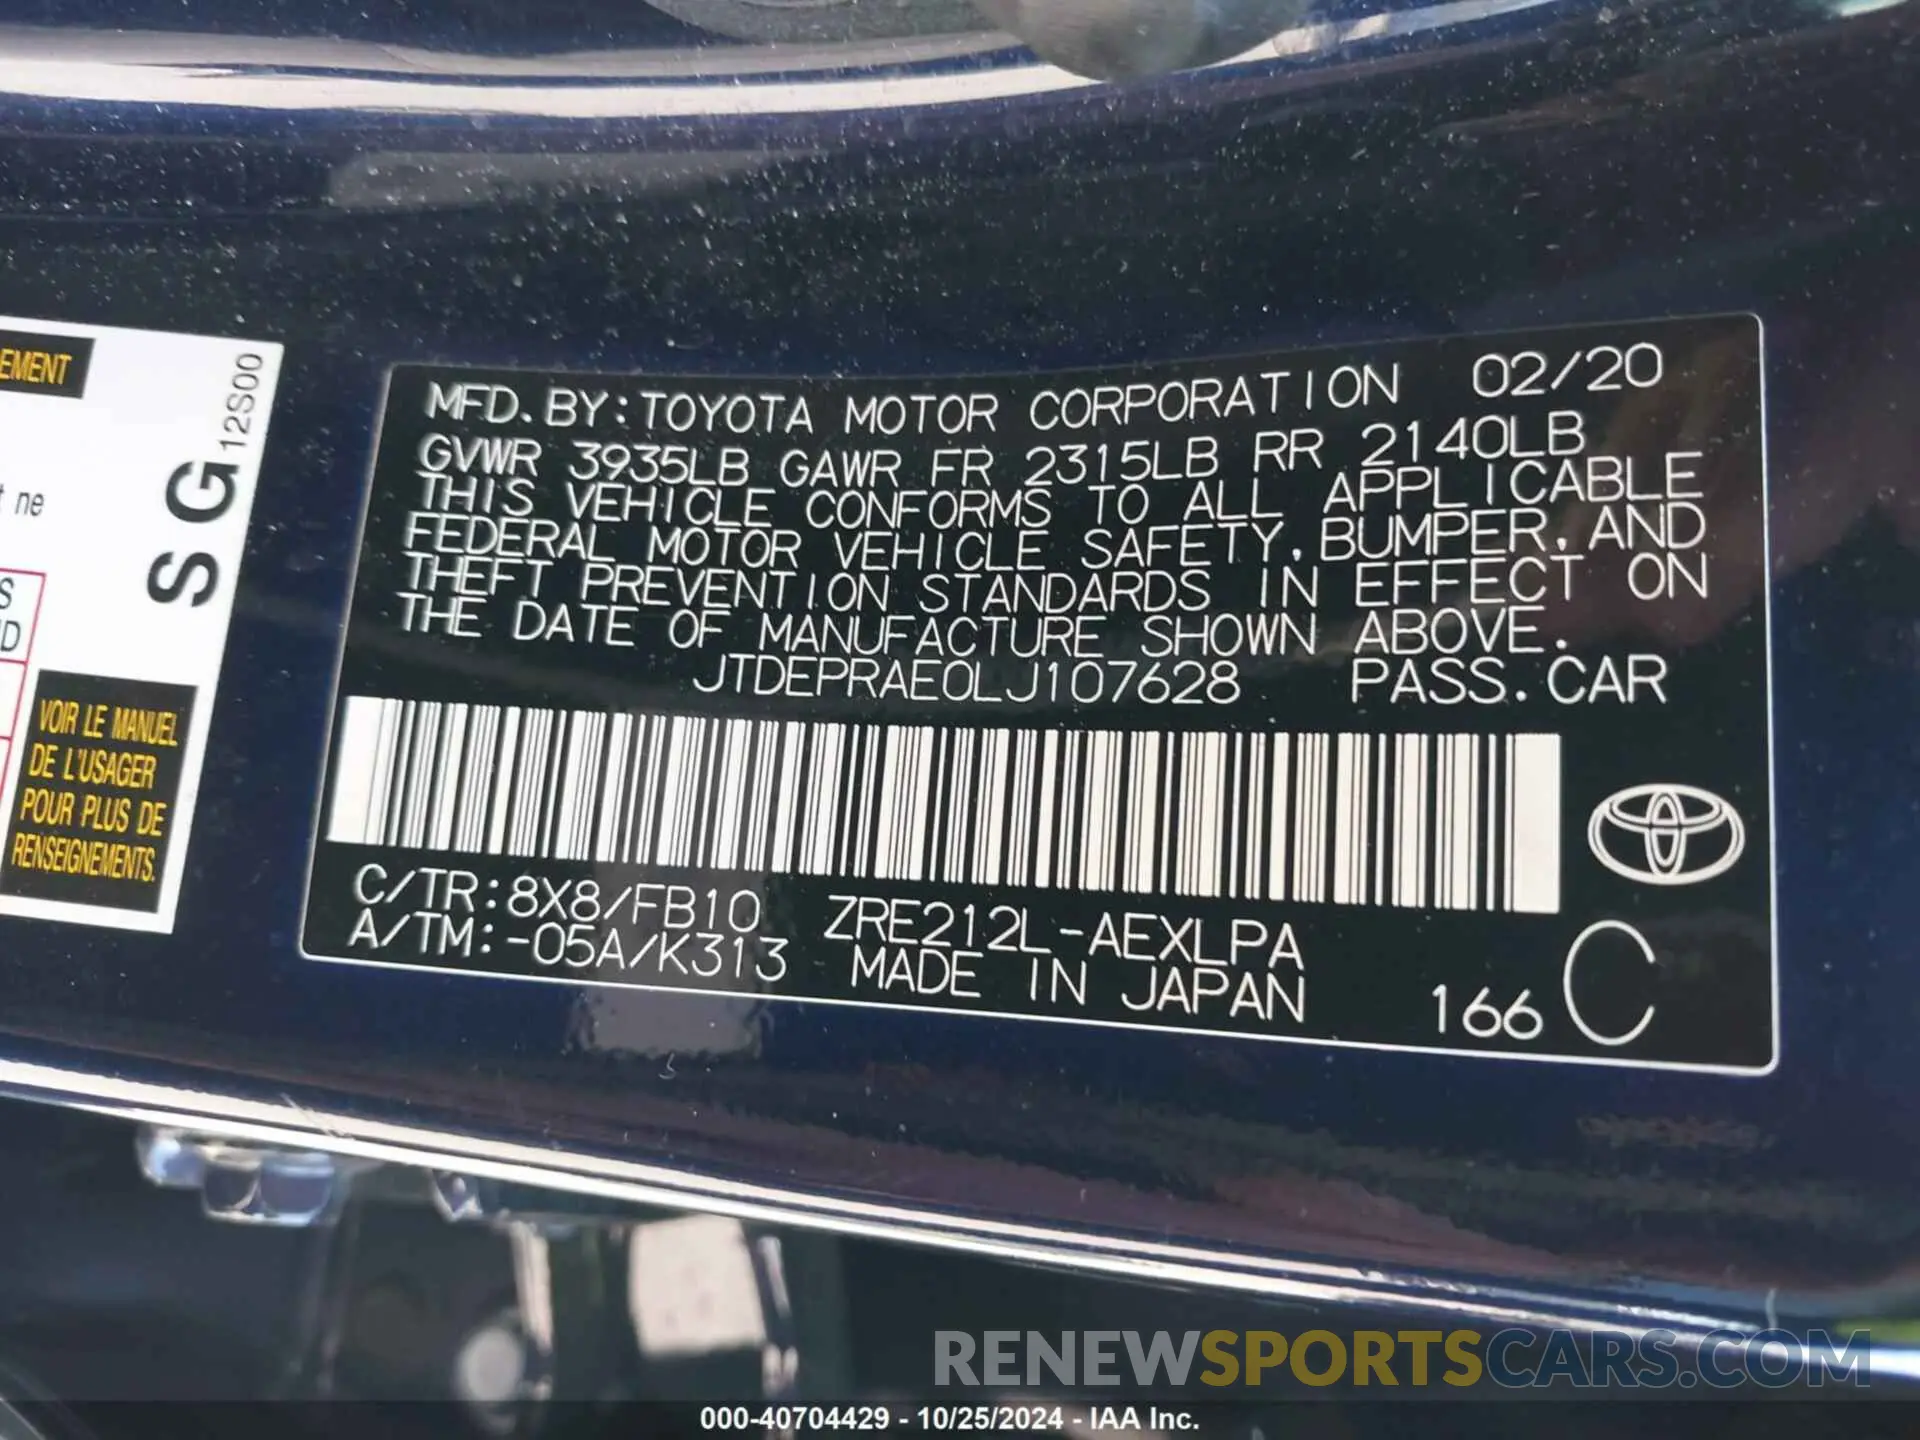 EMENT
t ne
S
ND
VOIR LE MANUEL
DE L'USAGER
POUR PLUS DE
RENSEIGNEMENTS.
SG 12S00
MFD. BY: TOYOTA MOTOR CORPORATION 02/20
GVWR 3935LB GAWR FR 2315LB RR 2140LB
THIS VEHICLE CONFORMS TO ALL APPLICABLE
FEDERAL MOTOR VEHICLE SAFETY, BUMPER, AND
THEFT PREVENTION STANDARDS IN EFFECT ON
THE DATE OF MANUFACTURE SHOWN ABOVE.
JTDEPRAE0LJ107628 PASS. CAR
C/TR: 8X8/FB10 ZRE212L-AEXLPA
A/TM: -05A/K313 MADE IN JAPAN 166 C
RENEWSPORTSCARS.COM
000-40704429 - 10/25/2024 - IAA Inc.